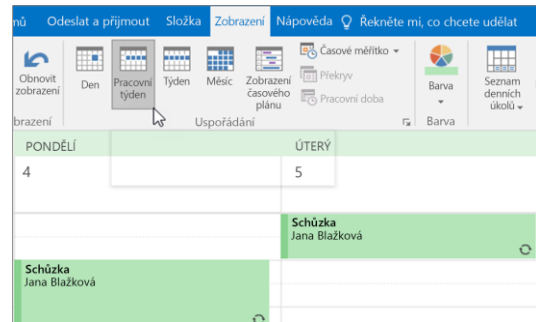 mů Odeslat a přijmout Složka Zobrazení Nápověda Řekněte mi, co chcete udělat
Obnovit
zobrazení
Den
Pracovní
týden
Týden
Měsíc
Zobrazení
časového
plánu
Časové měřítko
Překryv
Pracovní doba
Barva
Seznam
denních
úkolů
brazení
Uspořádání
Barva
PONDĚLÍ
ÚTERÝ
4
5
Schůzka
Jana Blažková
Schůzka
Jana Blažková